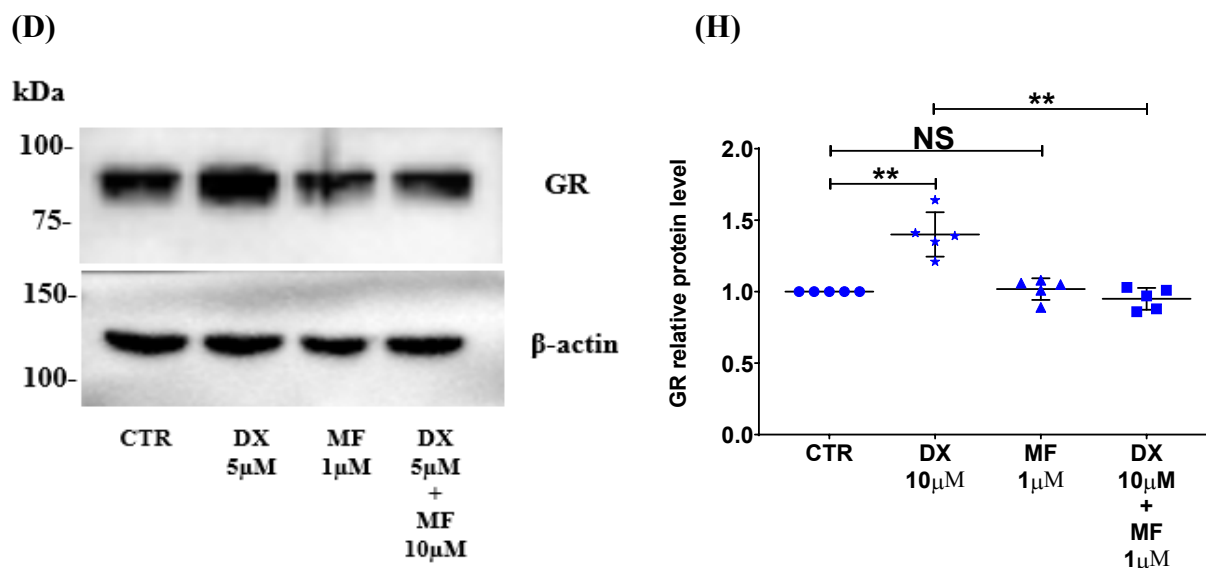 (D)
kDa
100-
75-
GR
150-
100-
β-actin
CTR
DX
5μM
MF
1μM
DX
5μM
+
MF
10μM
(H)
**
NS
**
GR relative protein level
2.0
1.5
1.0
0.5
0.0
CTR
DX
10μM
MF
1μM
DX
10μM
+
MF
1μM